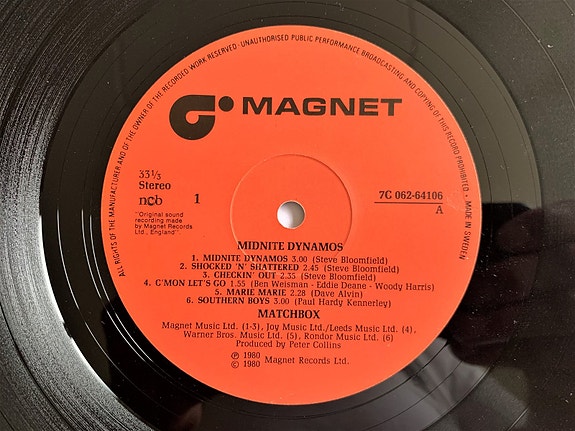 ALL RIGHTS OF THE MANUFACTURER AND OF THE OWNER OF THE RECORDED WORK RESERVED · UNAUTHORISED PUBLIC PERFORMANCE BROADCASTING AND COPYING OF THIS RECORD PROHIBITED · MADE IN SWEDEN
MAGNET
33⅓
Stereo
ncb 1
7C 062-64106
A
"Original sound
recording made
by Magnet Records
Ltd., England"
MIDNITE DYNAMOS
1. MIDNITE DYNAMOS 3.00 (Steve Bloomfield)
2. SHOCKED 'N' SHATTERED 2.45 (Steve Bloomfield)
3. CHECKIN' OUT 2.35 (Steve Bloomfield)
4. C'MON LET'S GO 1.55 (Ben Weisman - Eddie Deane - Woody Harris)
5. MARIE MARIE 2.28 (Dave Alvin)
6. SOUTHERN BOYS 3.00 (Paul Hardy Kennerley)
MATCHBOX
Magnet Music Ltd. (1-3), Joy Music Ltd./Leeds Music Ltd. (4),
Warner Bros. Music Ltd. (5), Rondor Music Ltd. (6)
Produced by Peter Collins
℗ 1980
© 1980 Magnet Records Ltd.